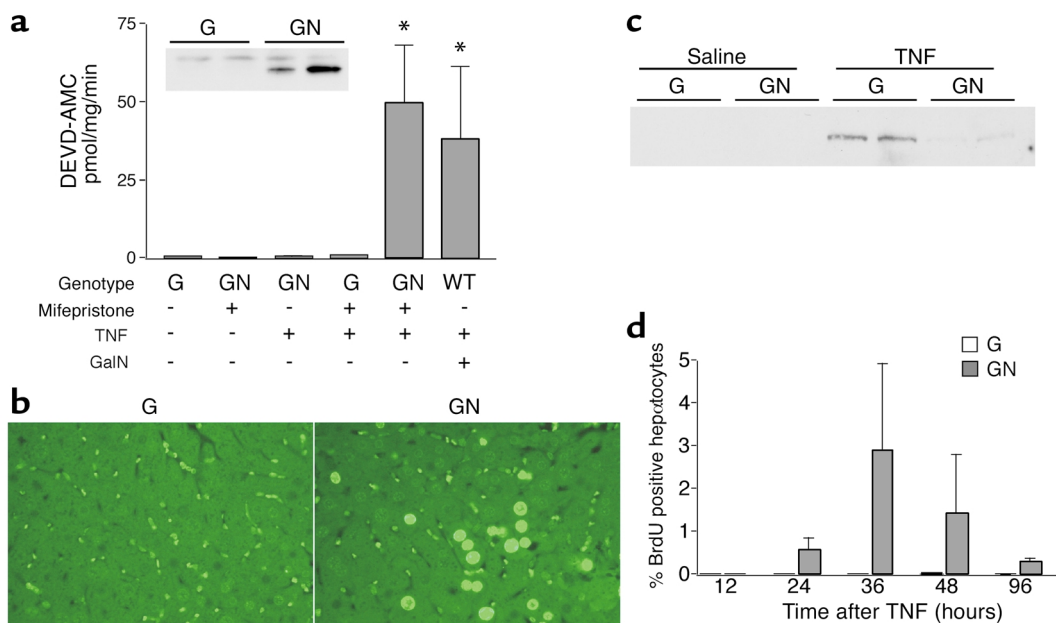 a
75
50
25
0
DEVD-AMC
pmol/mg/min
G GN
*
*
Genotype G GN GN G GN WT
Mifepristone - + - + + -
TNF - - + + + +
GalN - - - - - +
b
G GN
c
Saline TNF
G GN G GN
d
G
GN
% BrdU positive hepatocytes
5
4
3
2
1
0
12 24 36 48 96
Time after TNF (hours)